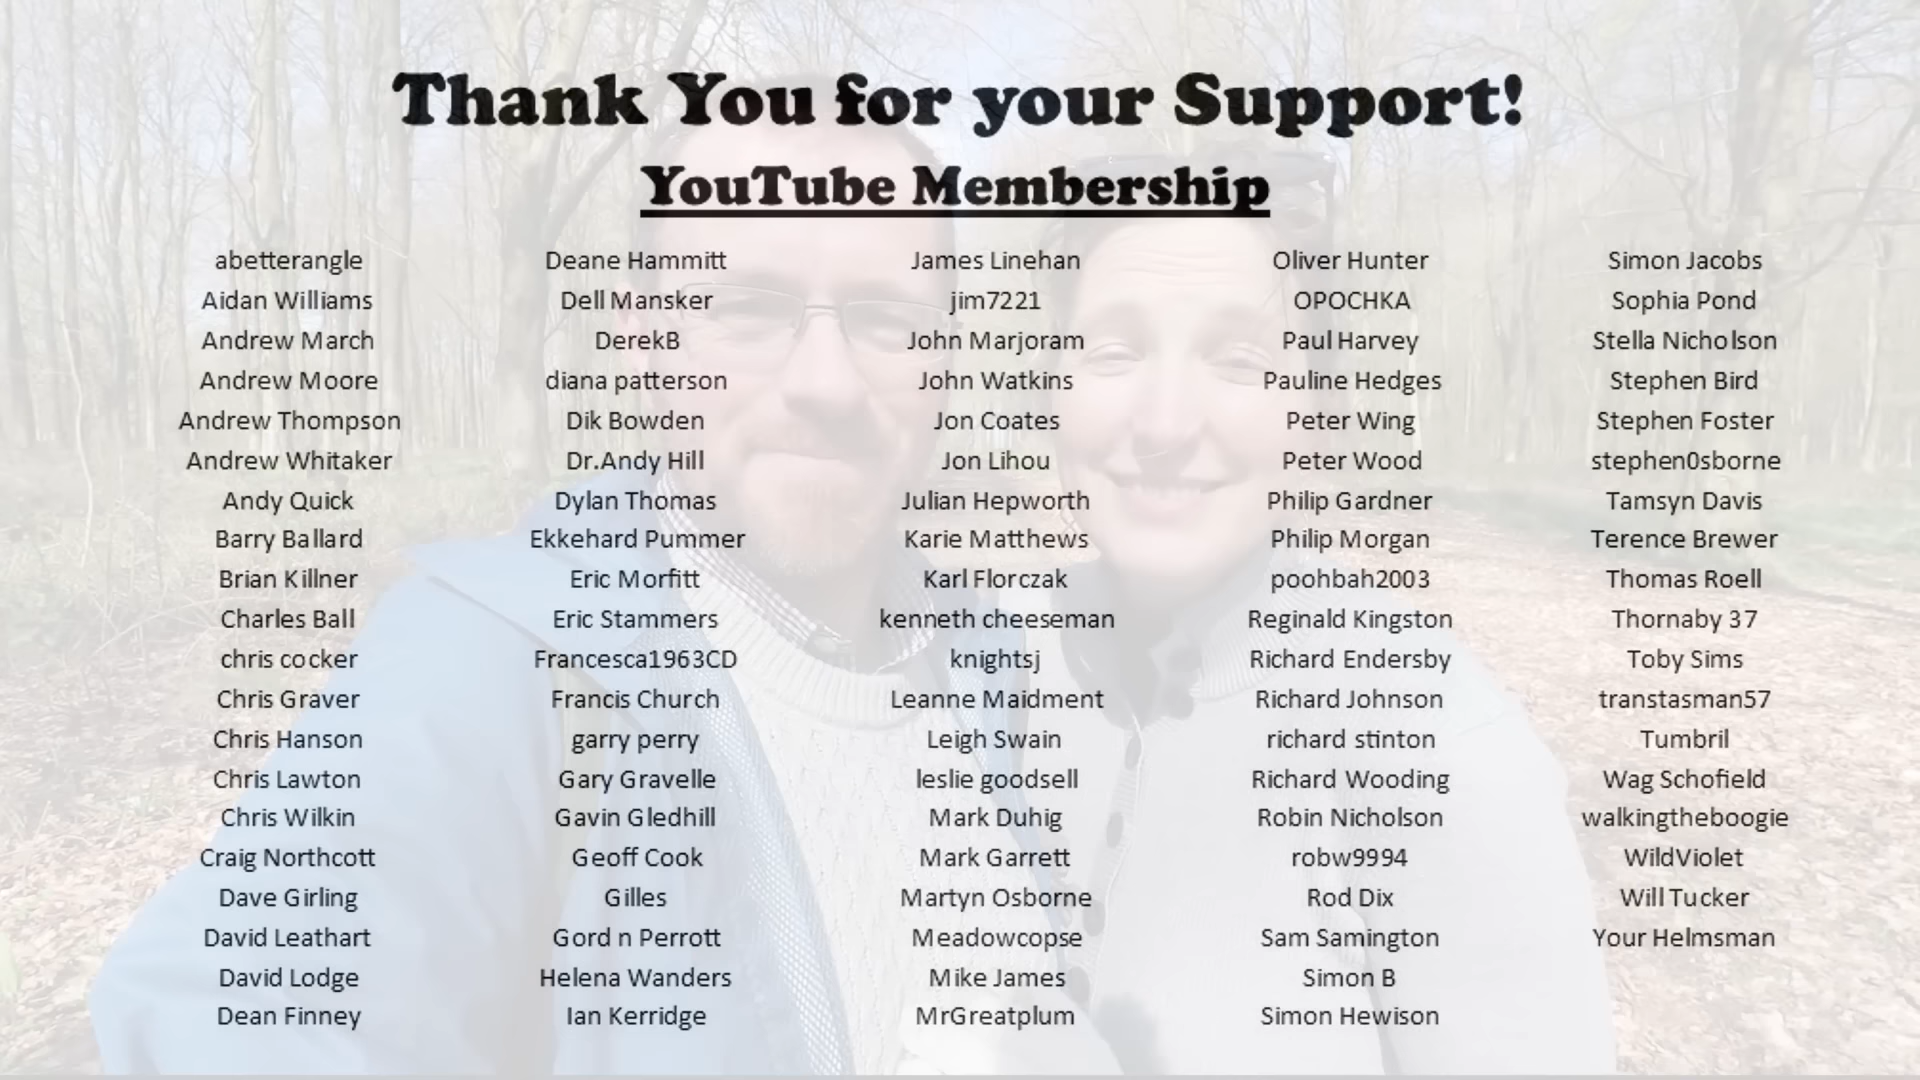 Thank You for your Support!
YouTube Membership
abetterangle
Aidan Williams
Andrew March
Andrew Moore
Andrew Thompson
Andrew Whitaker
Andy Quick
Barry Ballard
Brian Killner
Charles Ball
chris cocker
Chris Graver
Chris Hanson
Chris Lawton
Chris Wilkin
Craig Northcott
Dave Girling
David Leathart
David Lodge
Dean Finney
Deane Hammitt
Dell Mansker
DerekB
diana patterson
Dik Bowden
Dr.Andy Hill
Dylan Thomas
Ekkehard Pummer
Eric Morfitt
Eric Stammers
Francesca1963CD
Francis Church
garry perry
Gary Gravelle
Gavin Gledhill
Geoff Cook
Gilles
Gord n Perrott
Helena Wanders
Ian Kerridge
James Linehan
jim7221
John Marjoram
John Watkins
Jon Coates
Jon Lihou
Julian Hepworth
Karie Matthews
Karl Florczak
kenneth cheeseman
knightsj
Leanne Maidment
Leigh Swain
leslie goodsell
Mark Duhig
Mark Garrett
Martyn Osborne
Meadowcopse
Mike James
MrGreatplum
Oliver Hunter
OPOCHKA
Paul Harvey
Pauline Hedges
Peter Wing
Peter Wood
Philip Gardner
Philip Morgan
poohbah2003
Reginald Kingston
Richard Endersby
Richard Johnson
richard stinton
Richard Wooding
Robin Nicholson
robw9994
Rod Dix
Sam Samington
Simon B
Simon Hewison
Simon Jacobs
Sophia Pond
Stella Nicholson
Stephen Bird
Stephen Foster
stephen0sborne
Tamsyn Davis
Terence Brewer
Thomas Roell
Thornaby 37
Toby Sims
transtasman57
Tumbril
Wag Schofield
walkingtheboogie
WildViolet
Will Tucker
Your Helmsman